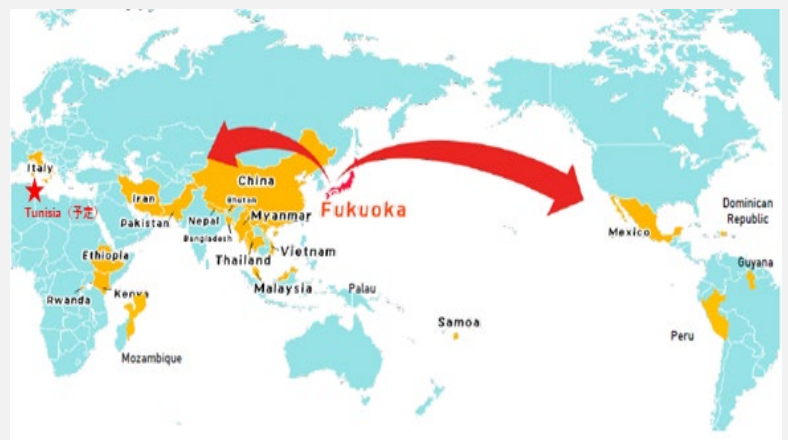 Italy
Tunisia (予定)
Iran
Pakistan
China
Nepal
Bhutan
Bangladesh
Myanmar
Fukuoka
Thailand
Vietnam
Malaysia
Palau
Ethiopia
Rwanda
Kenya
Mozambique
Samoa
Mexico
Dominican
Republic
Guyana
Peru